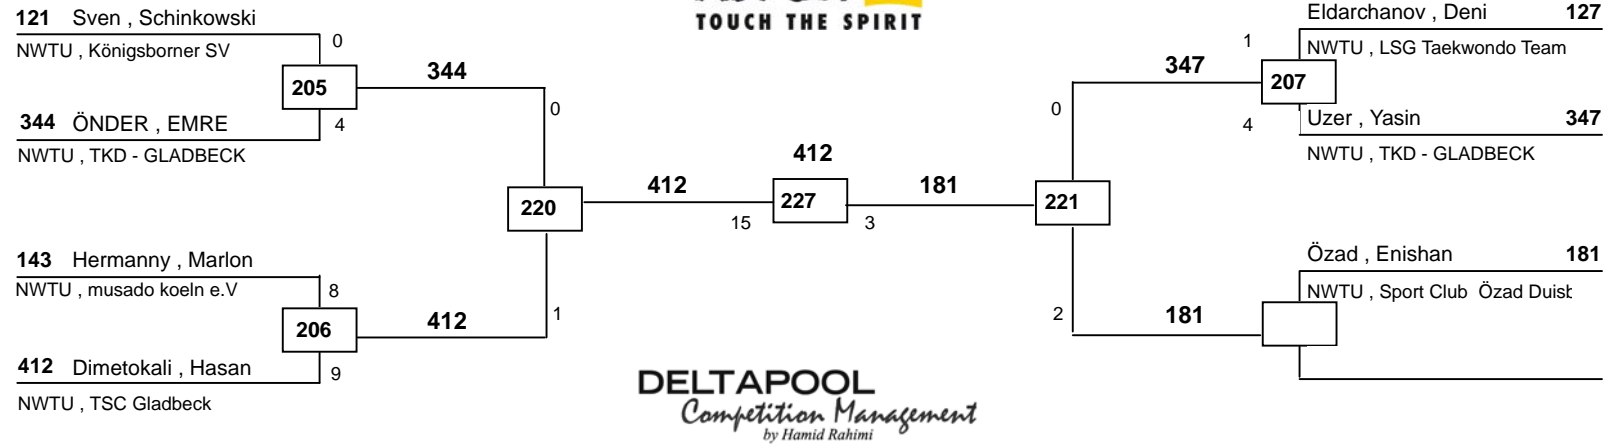 TOUCH THE SPIRIT
121 Sven , Schinkowski
NWTU , Königsborner SV
0
205
344
4
344 ÖNDER , EMRE
NWTU , TKD - GLADBECK
0
220
412
15
412
227
3
181
143 Hermanny , Marlon
NWTU , musado koeln e.V
8
206
412
1
9
412 Dimetokali , Hasan
NWTU , TSC Gladbeck
Eldarchanov , Deni 127
NWTU , LSG Taekwondo Team
1
347
207
0
4
Uzer , Yasin 347
NWTU , TKD - GLADBECK
221
Özad , Enishan 181
NWTU , Sport Club Özad
2
181
DELTAPOOL
Competition Management
by Hamid Rahimi